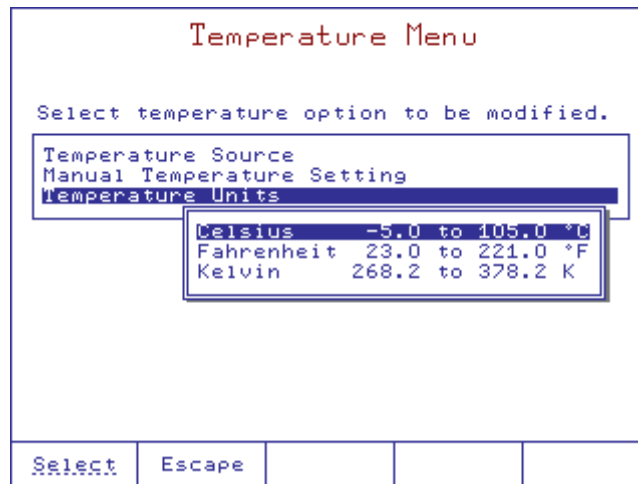 Temperature Menu
Select temperature option to be modified.
Temperature Source
Manual Temperature Setting
Temperature Units
Celsius -5.0 to 105.0 °C
Fahrenheit 23.0 to 221.0 °F
Kelvin 268.2 to 378.2 K
Select Escape